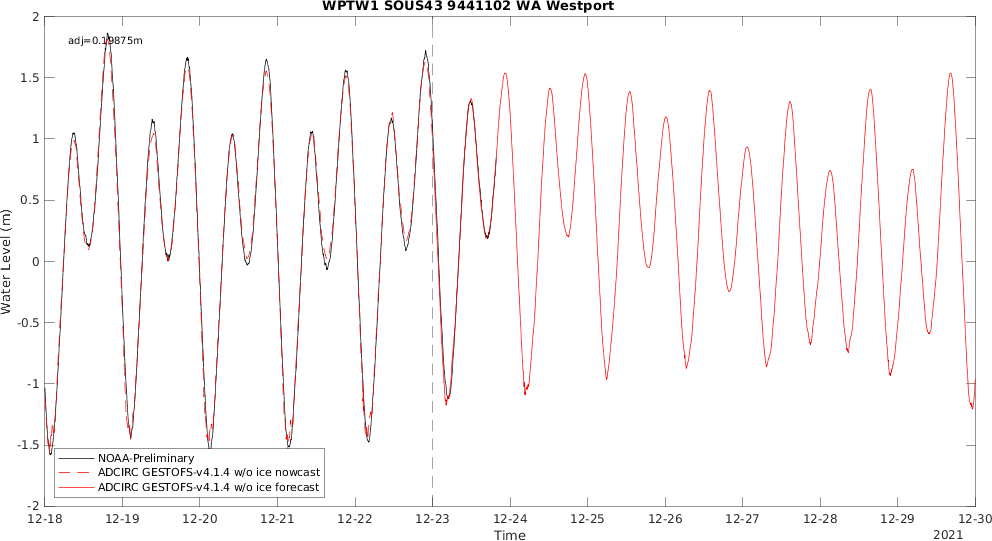 WPTW1 SOUS43 9441102 WA Westport
adj=0.19875m
2
1.5
1
0.5
0
-0.5
-1
-1.5
-2
Water Level (m)
NOAA-Preliminary
ADCIRC GESTOFS-v4.1.4 w/o ice nowcast
ADCIRC GESTOFS-v4.1.4 w/o ice forecast
12-18 12-19 12-20 12-21 12-22 12-23 12-24 12-25 12-26 12-27 12-28 12-29 12-30
Time
2021